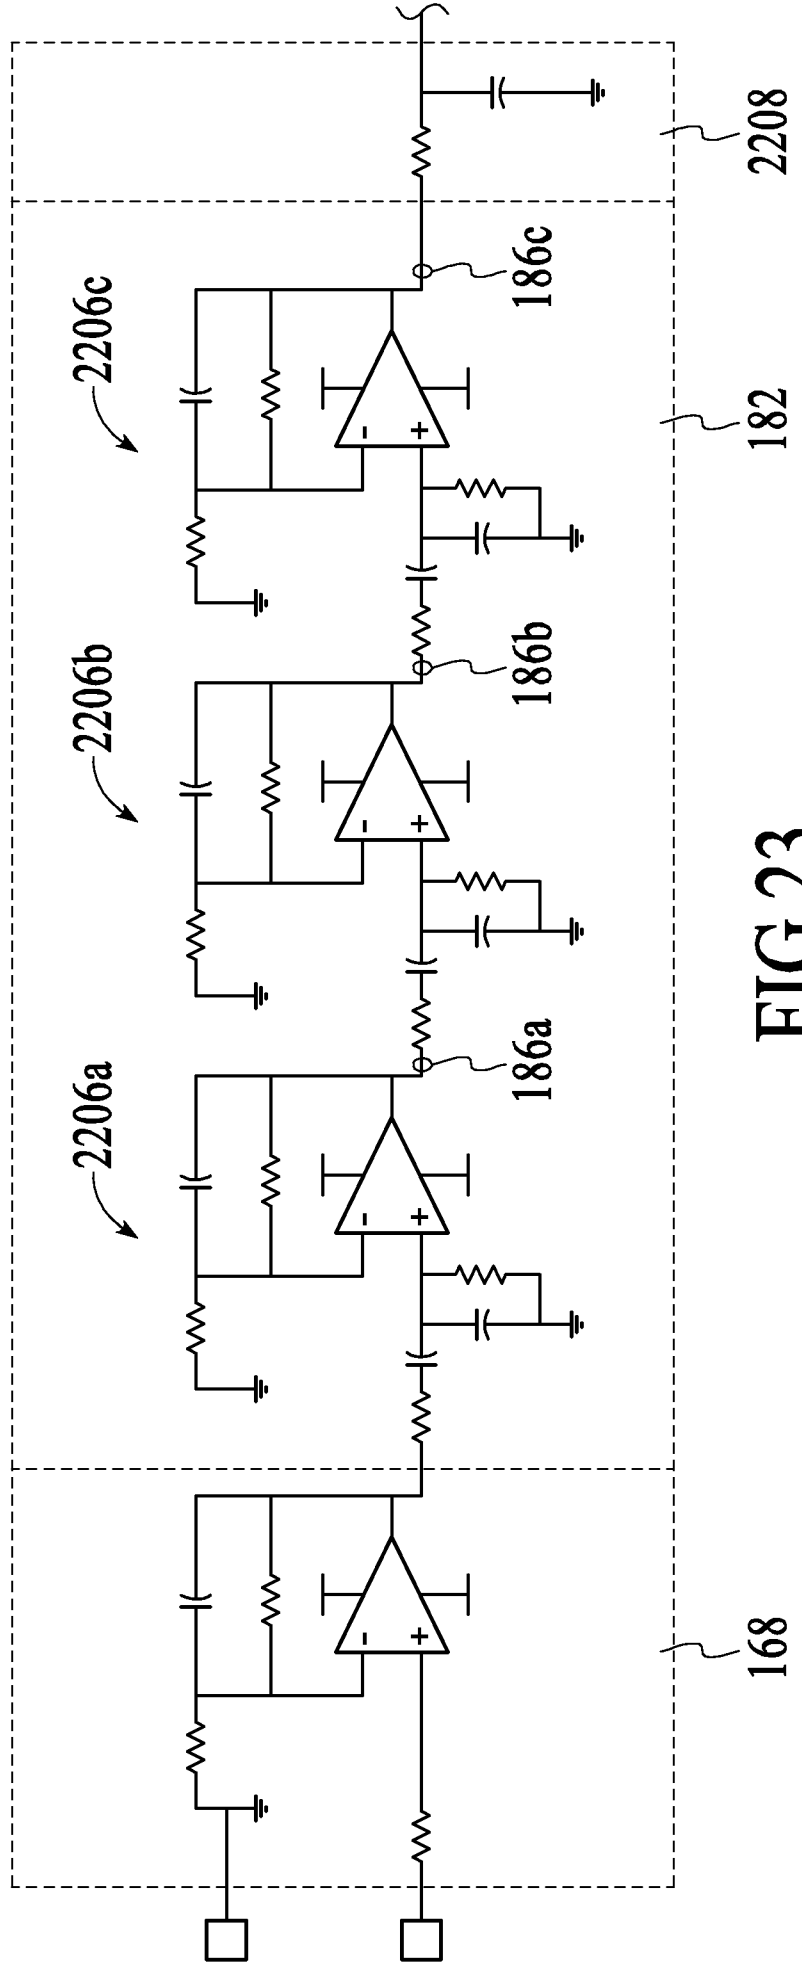 2206a
2206b
2206c
-
+
-
+
-
+
-
+
186a
186b
186c
168
182
2208
FIG.23